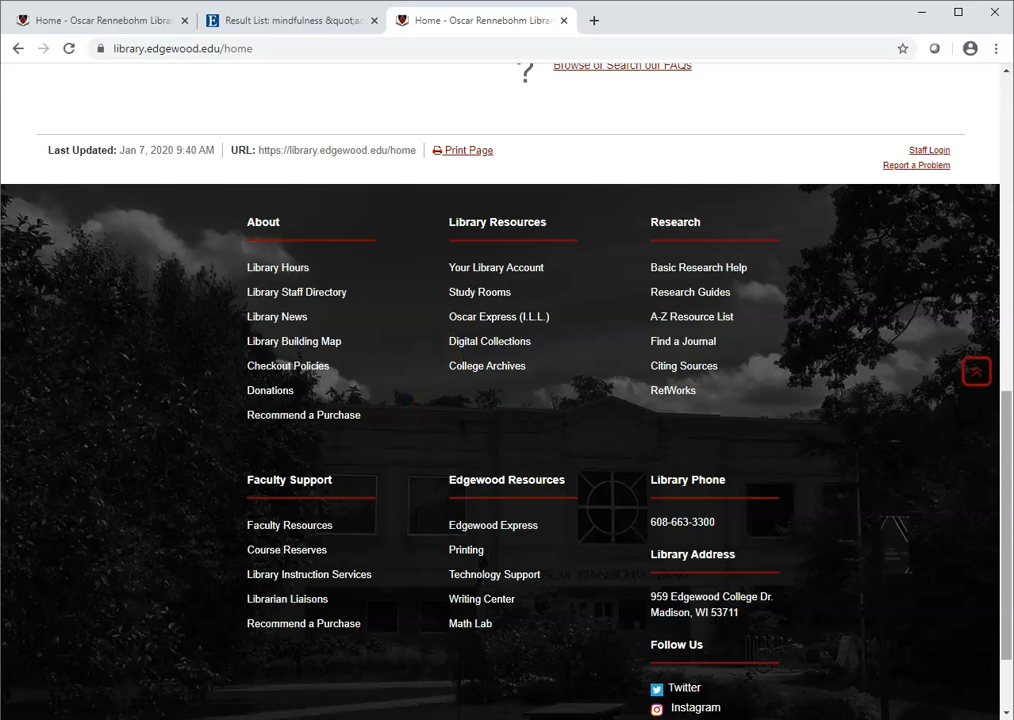 Home - Oscar Rennebohm Librar
Result List: mindfulness &quot;ac
Home - Oscar Rennebohm Librar
library.edgewood.edu/home
Browse or Search our FAQs
Last Updated: Jan 7, 2020 9:40 AM URL: https://library.edgewood.edu/home Print Page
Staff Login
Report a Problem
About
Library Hours
Library Staff Directory
Library News
Library Building Map
Checkout Policies
Donations
Recommend a Purchase
Library Resources
Your Library Account
Study Rooms
Oscar Express (I.L.L.)
Digital Collections
College Archives
Research
Basic Research Help
Research Guides
A-Z Resource List
Find a Journal
Citing Sources
RefWorks
Faculty Support
Faculty Resources
Course Reserves
Library Instruction Services
Librarian Liaisons
Recommend a Purchase
Edgewood Resources
Edgewood Express
Printing
Technology Support
Writing Center
Math Lab
Library Phone
608-663-3300
Library Address
959 Edgewood College Dr.
Madison, WI 53711
Follow Us
Twitter
Instagram